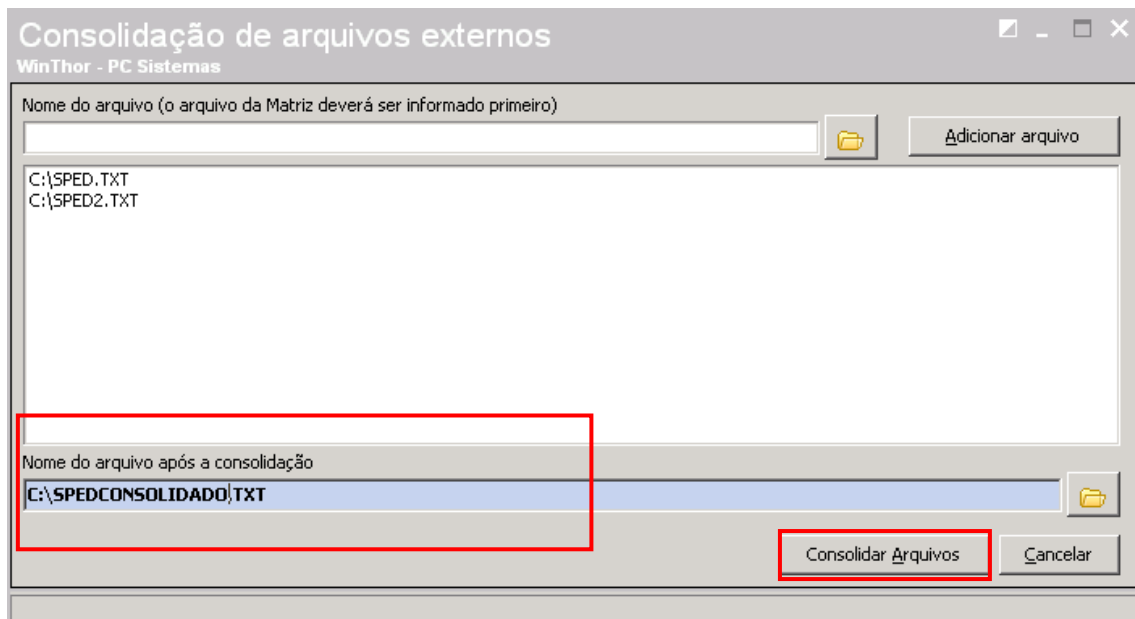 Consolidação de arquivos externos
WinThor - PC Sistemas
Nome do arquivo (o arquivo da Matriz deverá ser informado primeiro)
Adicionar arquivo
C:\SPED.TXT
C:\SPED2.TXT
Nome do arquivo após a consolidação
C:\SPEDCONSOLIDADO.TXT
Consolidar Arquivos Cancelar